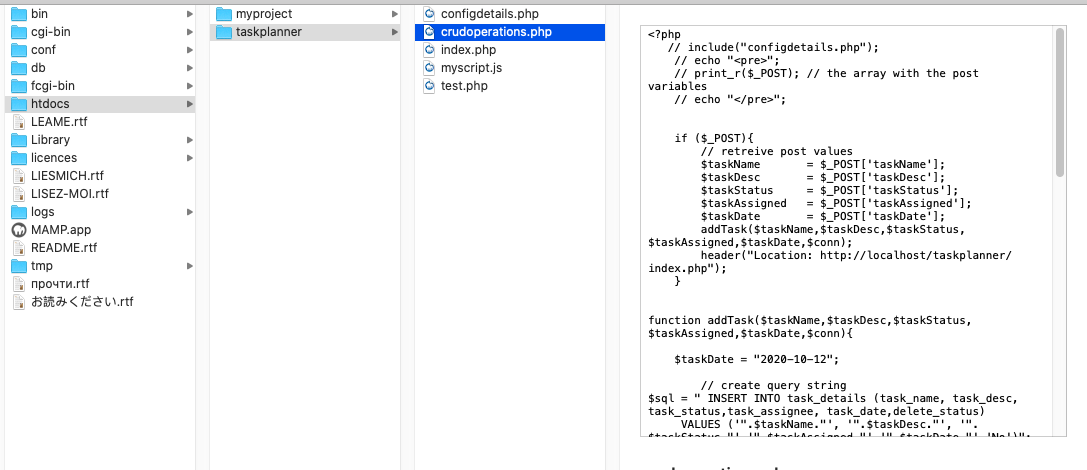 bin
cgi-bin
conf
db
fcgi-bin
htdocs
LEAME.rtf
Library
licences
LIESMICH.rtf
LISEZ-MOI.rtf
logs
MAMP.app
README.rtf
tmp
прочти.rtf
お読みください.rtf
myproject
taskplanner
configdetails.php
crudoperations.php
index.php
myscript.js
test.php
<?php
// include("configdetails.php");
// echo "<pre>";
// print_r($_POST); // the array with the post
variables
// echo "</pre>";
if ($_POST){
// retreive post values
$taskName = $_POST['taskName'];
$taskDesc = $_POST['taskDesc'];
$taskStatus = $_POST['taskStatus'];
$taskAssigned = $_POST['taskAssigned'];
$taskDate = $_POST['taskDate'];
addTask($taskName,$taskDesc,$taskStatus,
$taskAssigned,$taskDate,$conn);
header("Location: http://localhost/taskplanner/
index.php");
}
function addTask($taskName,$taskDesc,$taskStatus,
$taskAssigned,$taskDate,$conn){
$taskDate = "2020-10-12";
// create query string
$sql = " INSERT INTO task_details (task_name, task_desc,
task_status,task_assignee, task_date,delete_status)
VALUES ('".$taskName."', '".$taskDesc."', '".
$taskStatus."','".$taskAssigned."','".$taskDate."','No')";